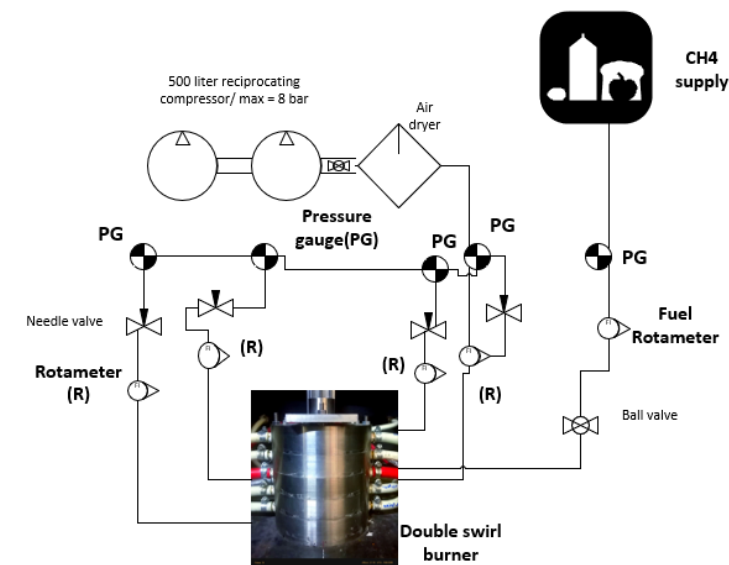 CH4
supply
500 liter reciprocating
compressor/ max = 8 bar
Air
dryer
Pressure
gauge(PG)
PG
PG
PG
PG
Needle valve
(R)
Fuel
Rotameter
Rotameter
(R)
(R)
(R)
Ball valve
Double swirl
burner